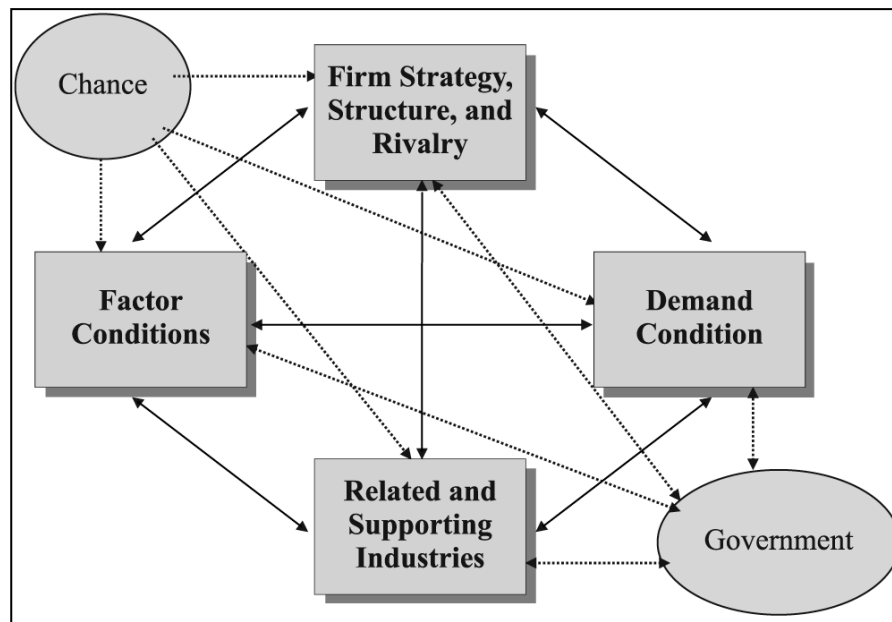 Chance
Firm Strategy,
Structure, and
Rivalry
Factor
Conditions
Demand
Condition
Related and
Supporting
Industries
Government